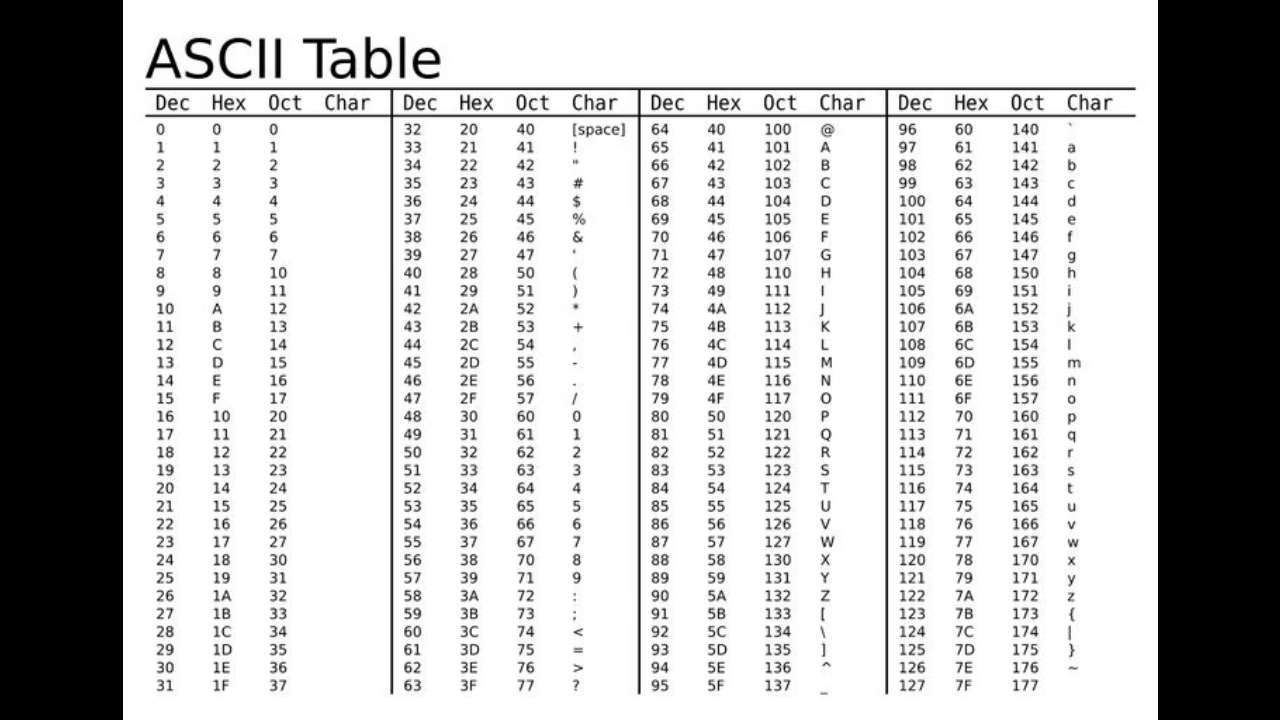 ASCII Table
Dec Hex Oct Char Dec Hex Oct Char Dec Hex Oct Char Dec Hex Oct Char
0 0 0 32 20 40 [space] 64 40 100 @ 96 60 140 `
1 1 1 33 21 41 ! 65 41 101 A 97 61 141 a
2 2 2 34 22 42 " 66 42 102 B 98 62 142 b
3 3 3 35 23 43 # 67 43 103 C 99 63 143 c
4 4 4 36 24 44 $ 68 44 104 D 100 64 144 d
5 5 5 37 25 45 % 69 45 105 E 101 65 145 e
6 6 6 38 26 46 & 70 46 106 F 102 66 146 f
7 7 7 39 27 47 ' 71 47 107 G 103 67 147 g
8 8 10 40 28 50 ( 72 48 110 H 104 68 150 h
9 9 11 41 29 51 ) 73 49 111 I 105 69 151 i
10 A 12 42 2A 52 * 74 4A 112 J 106 6A 152 j
11 B 13 43 2B 53 + 75 4B 113 K 107 6B 153 k
12 C 14 44 2C 54 , 76 4C 114 L 108 6C 154 l
13 D 15 45 2D 55 - 77 4D 115 M 109 6D 155 m
14 E 16 46 2E 56 . 78 4E 116 N 110 6E 156 n
15 F 17 47 2F 57 / 79 4F 117 O 111 6F 157 o
16 10 20 48 30 60 0 80 50 120 P 112 70 160 p
17 11 21 49 31 61 1 81 51 121 Q 113 71 161 q
18 12 22 50 32 62 2 82 52 122 R 114 72 162 r
19 13 23 51 33 63 3 83 53 123 S 115 73 163 s
20 14 24 52 34 64 4 84 54 124 T 116 74 164 t
21 15 25 53 35 65 5 85 55 125 U 117 75 165 u
22 16 26 54 36 66 6 86 56 126 V 118 76 166 v
23 17 27 55 37 67 7 87 57 127 W 119 77 167 w
24 18 30 56 38 70 8 88 58 130 X 120 78 170 x
25 19 31 57 39 71 9 89 59 131 Y 121 79 171 y
26 1A 32 58 3A 72 : 90 5A 132 Z 122 7A 172 z
27 1B 33 59 3B 73 ; 91 5B 133 [ 123 7B 173 {
28 1C 34 60 3C 74 < 92 5C 134 \ 124 7C 174 |
29 1D 35 61 3D 75 = 93 5D 135 ] 125 7D 175 }
30 1E 36 62 3E 76 > 94 5E 136 ^ 126 7E 176 ~
31 1F 37 63 3F 77 ? 95 5F 137 _ 127 7F 177